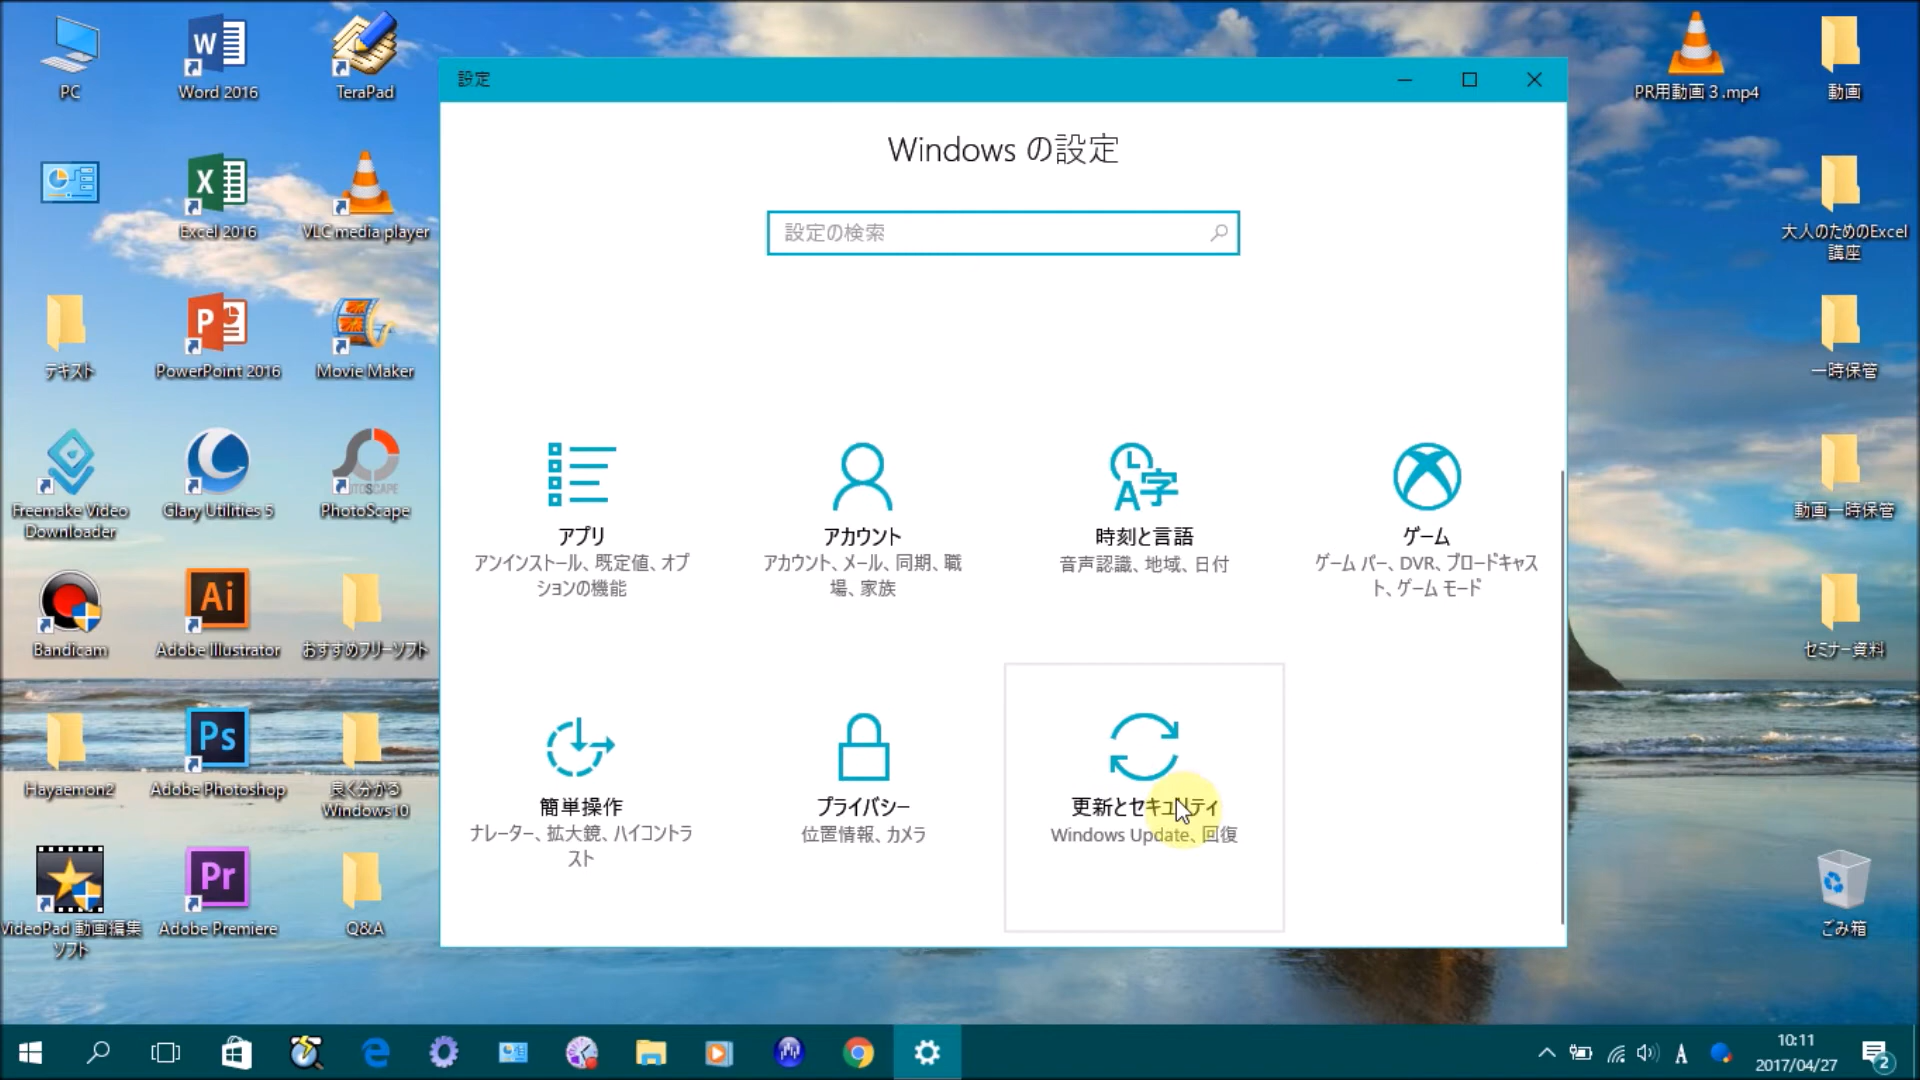 PC
Word 2016
TeraPad
Excel 2016
VLC media player
テキスト
PowerPoint 2016
Movie Maker
Freemake Video
Downloader
Glary Utilities 5
PhotoScape
Bandicam
Adobe Illustrator
おすすめフリーソフト
Hayaemon2
Adobe Photoshop
良く分かる
Windows10
VideoPad 動画編集
ソフト
Adobe Premiere
Q&A
設定
Windows の設定
設定の検索
アプリ
アンインストール、既定値、オプ
ションの機能
アカウント
アカウント、メール、同期、職
場、家族
時刻と言語
音声認識、地域、日付
ゲーム
ゲーム バー、DVR、ブロードキャス
ト、ゲーム モード
簡単操作
ナレーター、拡大鏡、ハイコントラ
スト
プライバシー
位置情報、カメラ
更新とセキュリティ
Windows Update、回復
PR用動画３.mp4
動画
大人のためのExcel
講座
一時保管
動画一時保管
セミナー資料
ごみ箱
A
10:11
2017/04/27
2